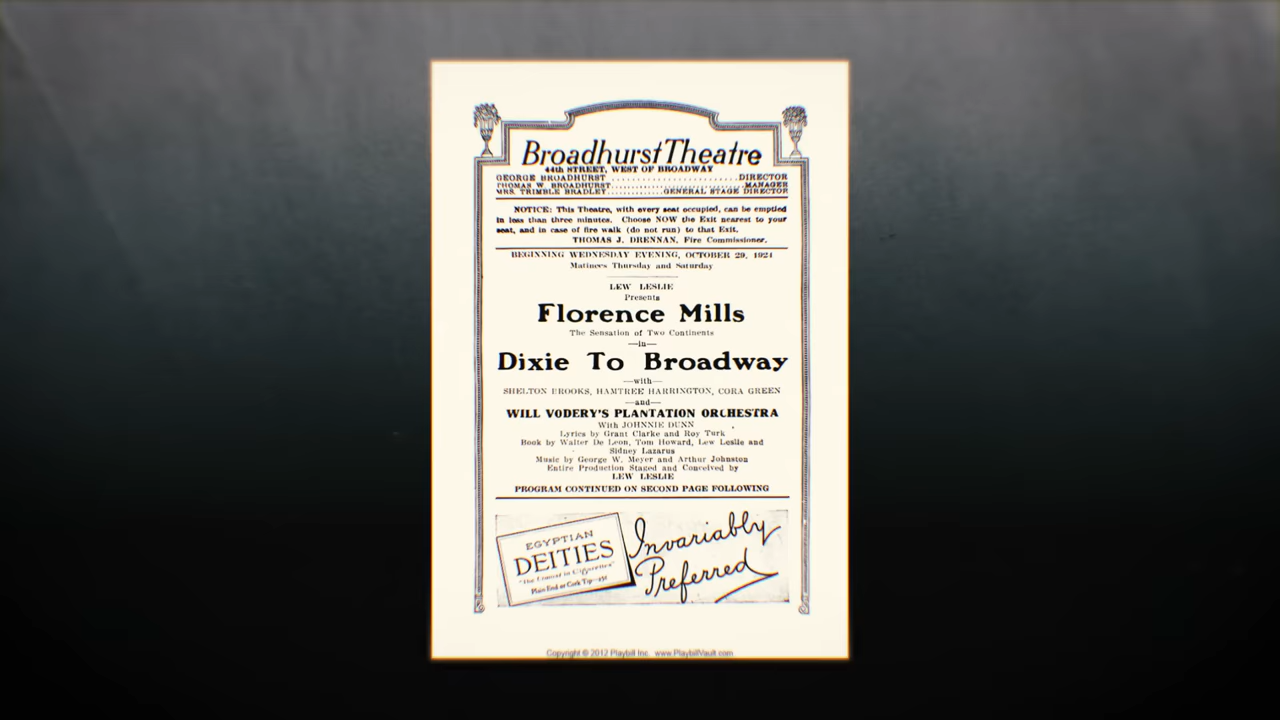 Broadhurst Theatre
44th STREET, WEST OF BROADWAY
GEORGE BROADHURST ........................DIRECTOR
THOMAS W. BROADHURST........................MANAGER
MRS. TRIMBLE BRADLEY............GENERAL STAGE DIRECTOR
NOTICE: This Theatre, with every seat occupied, can be emptied
in less than three minutes. Choose NOW the Exit nearest to your
seat, and in case of fire walk (do not run) to that Exit.
THOMAS J. DRENNAN, Fire Commissioner.
BEGINNING WEDNESDAY EVENING, OCTOBER 29, 1924
Matinees Thursday and Saturday
LEW LESLIE
Presents
Florence Mills
The Sensation of Two Continents
—in—
Dixie To Broadway
—with—
SHELTON BROOKS, HAMTREE HARRINGTON, CORA GREEN
—and—
WILL VODERY'S PLANTATION ORCHESTRA
With JOHNNIE DUNN
Lyrics by Grant Clarke and Roy Turk
Book by Walter De Leon, Tom Howard, Lew Leslie and
Sidney Lazarus
Music by George W. Meyer and Arthur Johnston
Entire Production Staged and Conceived by
LEW LESLIE
PROGRAM CONTINUED ON SECOND PAGE FOLLOWING
EGYPTIAN
DEITIES
"The Utmost in Cigarettes"
Plain End or Cork Tip
Invariably
Preferred
Copyright © 2012 Playbill Inc. www.PlaybillVault.com